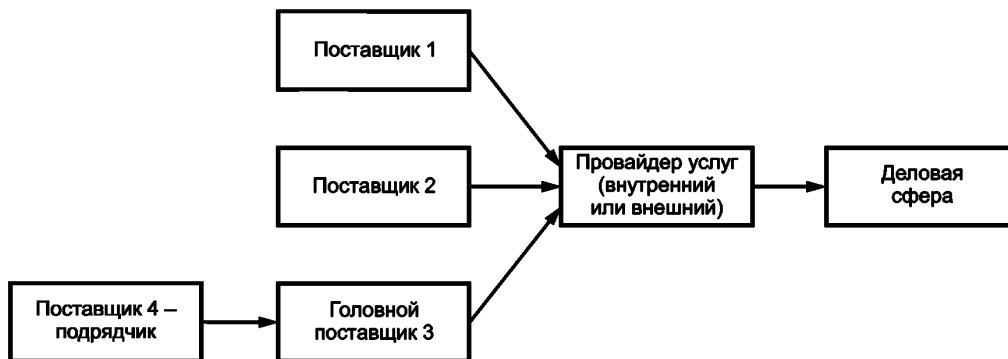 Поставщик 1
Поставщик 2
Провайдер услуг
(внутренний
или внешний)
Деловая
сфера
Поставщик 4 –
подрядчик
Головной
поставщик 3